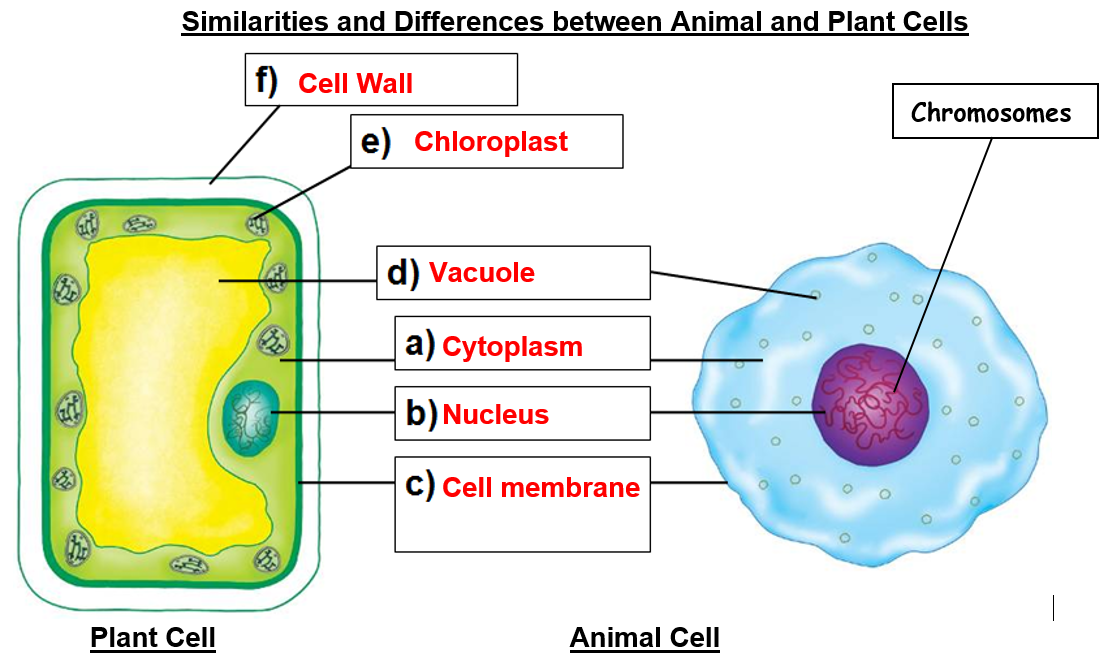 Similarities and Differences between Animal and Plant Cells
f) Cell Wall
Chromosomes
e) Chloroplast
d) Vacuole
a) Cytoplasm
b) Nucleus
c) Cell membrane
Plant Cell
Animal Cell